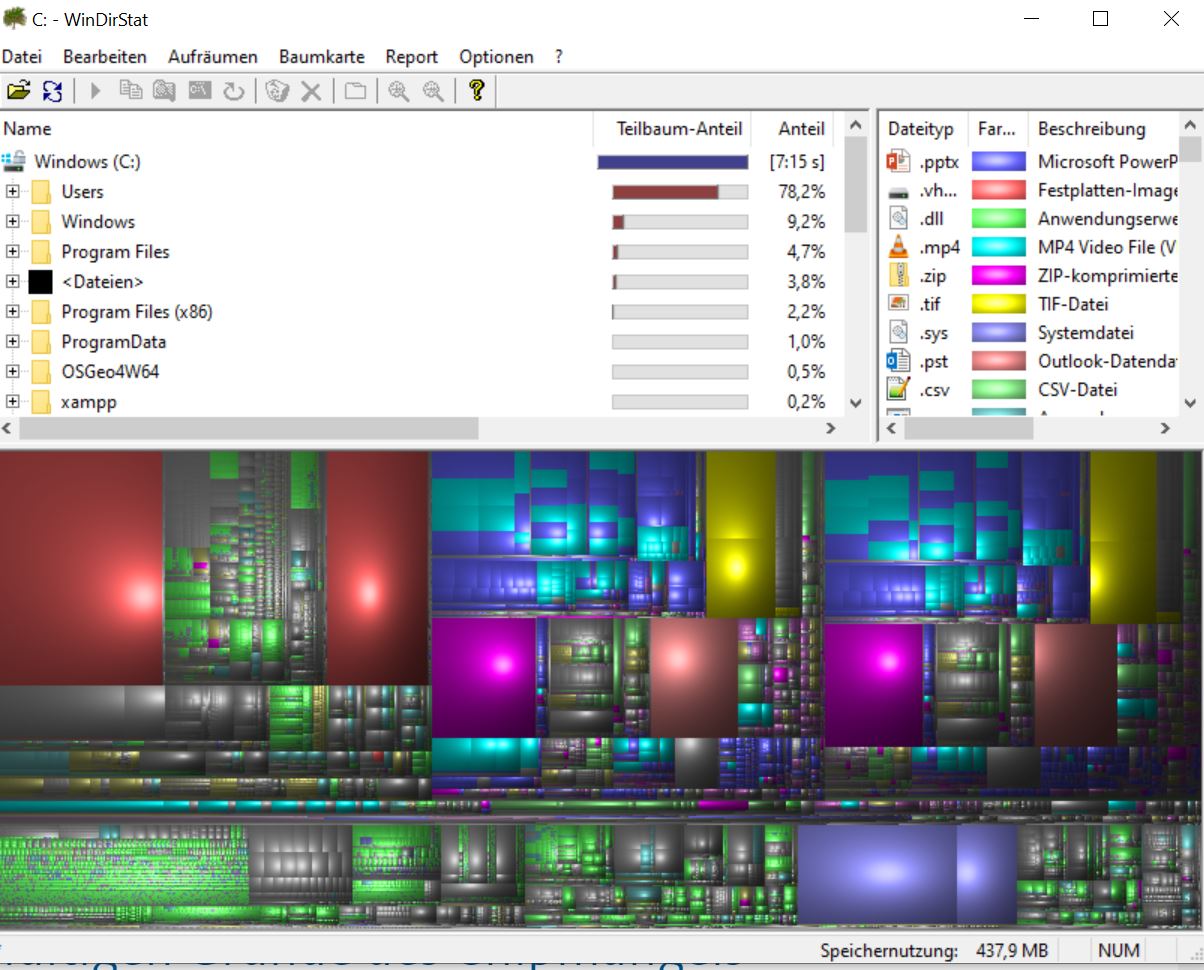 C: - WinDirStat
Datei Bearbeiten Aufräumen Baumkarte Report Optionen ?
Name Teilbaum-Anteil Anteil
Windows (C:) [7:15 s]
Users 78,2%
Windows 9,2%
Program Files 4,7%
<Dateien> 3,8%
Program Files (x86) 2,2%
ProgramData 1,0%
OSGeo4W64 0,5%
xampp 0,2%
Dateityp Far... Beschreibung
.pptx Microsoft PowerP
.vh... Festplatten-Image
.dll Anwendungserwe
.mp4 MP4 Video File (V
.zip ZIP-komprimierte
.tif TIF-Datei
.sys Systemdatei
.pst Outlook-Datenda
.csv CSV-Datei
Speichernutzung: 437,9 MB NUM